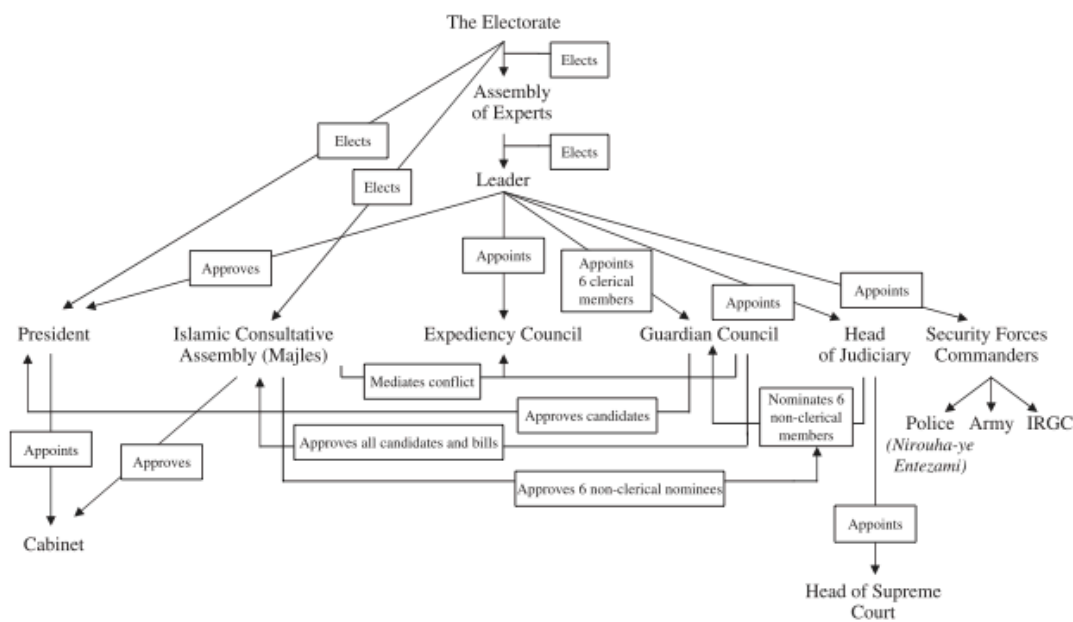 The Electorate
Elects
Assembly
of Experts
Elects
Elects
Elects
Leader
Approves
Appoints
Appoints
6 clerical
members
Appoints
Appoints
President
Islamic Consultative
Assembly (Majles)
Expediency Council
Guardian Council
Head
of Judiciary
Security Forces
Commanders
Mediates conflict
Approves candidates
Nominates 6
non-clerical
members
Police
(Nirouha-ye
Entezami)
Army
IRGC
Appoints
Approves
Approves all candidates and bills
Approves 6 non-clerical nominees
Appoints
Cabinet
Head of Supreme
Court